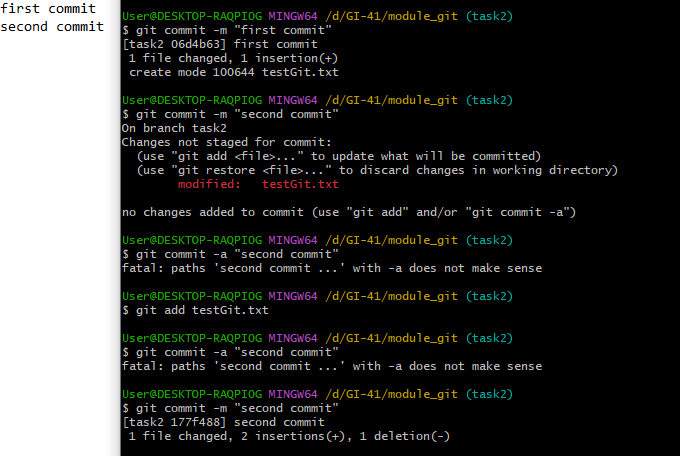 first commit
second commit
User@DESKTOP-RAQPIOG MINGW64 /d/GI-41/module_git (task2)
$ git commit -m "first commit"
[task2 06d4b63] first commit
 1 file changed, 1 insertion(+)
 create mode 100644 testGit.txt

User@DESKTOP-RAQPIOG MINGW64 /d/GI-41/module_git (task2)
$ git commit -m "second commit"
On branch task2
Changes not staged for commit:
  (use "git add <file>..." to update what will be committed)
  (use "git restore <file>..." to discard changes in working directory)
        modified:   testGit.txt

no changes added to commit (use "git add" and/or "git commit -a")

User@DESKTOP-RAQPIOG MINGW64 /d/GI-41/module_git (task2)
$ git commit -a "second commit"
fatal: paths 'second commit ...' with -a does not make sense

User@DESKTOP-RAQPIOG MINGW64 /d/GI-41/module_git (task2)
$ git add testGit.txt

User@DESKTOP-RAQPIOG MINGW64 /d/GI-41/module_git (task2)
$ git commit -a "second commit"
fatal: paths 'second commit ...' with -a does not make sense

User@DESKTOP-RAQPIOG MINGW64 /d/GI-41/module_git (task2)
$ git commit -m "second commit"
[task2 177f488] second commit
 1 file changed, 2 insertions(+), 1 deletion(-)